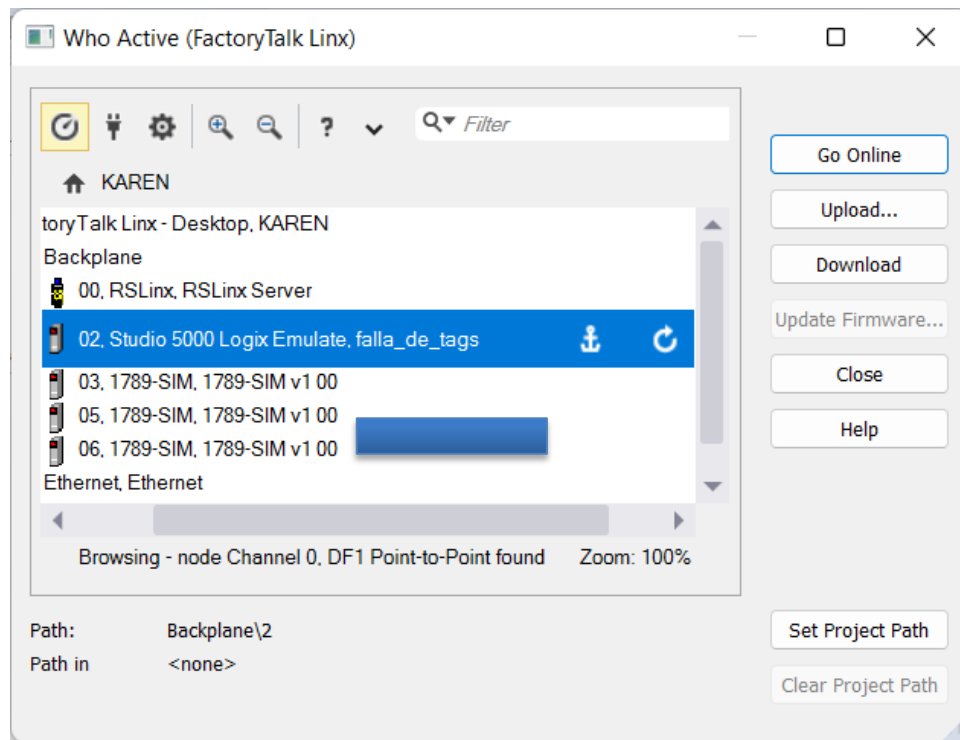 Who Active (FactoryTalk Linx)
? Filter
KAREN
toryTalk Linx - Desktop, KAREN
Backplane
00, RSLinx, RSLinx Server
02, Studio 5000 Logix Emulate, falla_de_tags
03, 1789-SIM, 1789-SIM v1 00
05, 1789-SIM, 1789-SIM v1 00
06, 1789-SIM, 1789-SIM v1 00
Ethernet, Ethernet
Browsing - node Channel 0, DF1 Point-to-Point found Zoom: 100%
Go Online
Upload...
Download
Update Firmware...
Close
Help
Path: Backplane\2
Path in <none>
Set Project Path
Clear Project Path